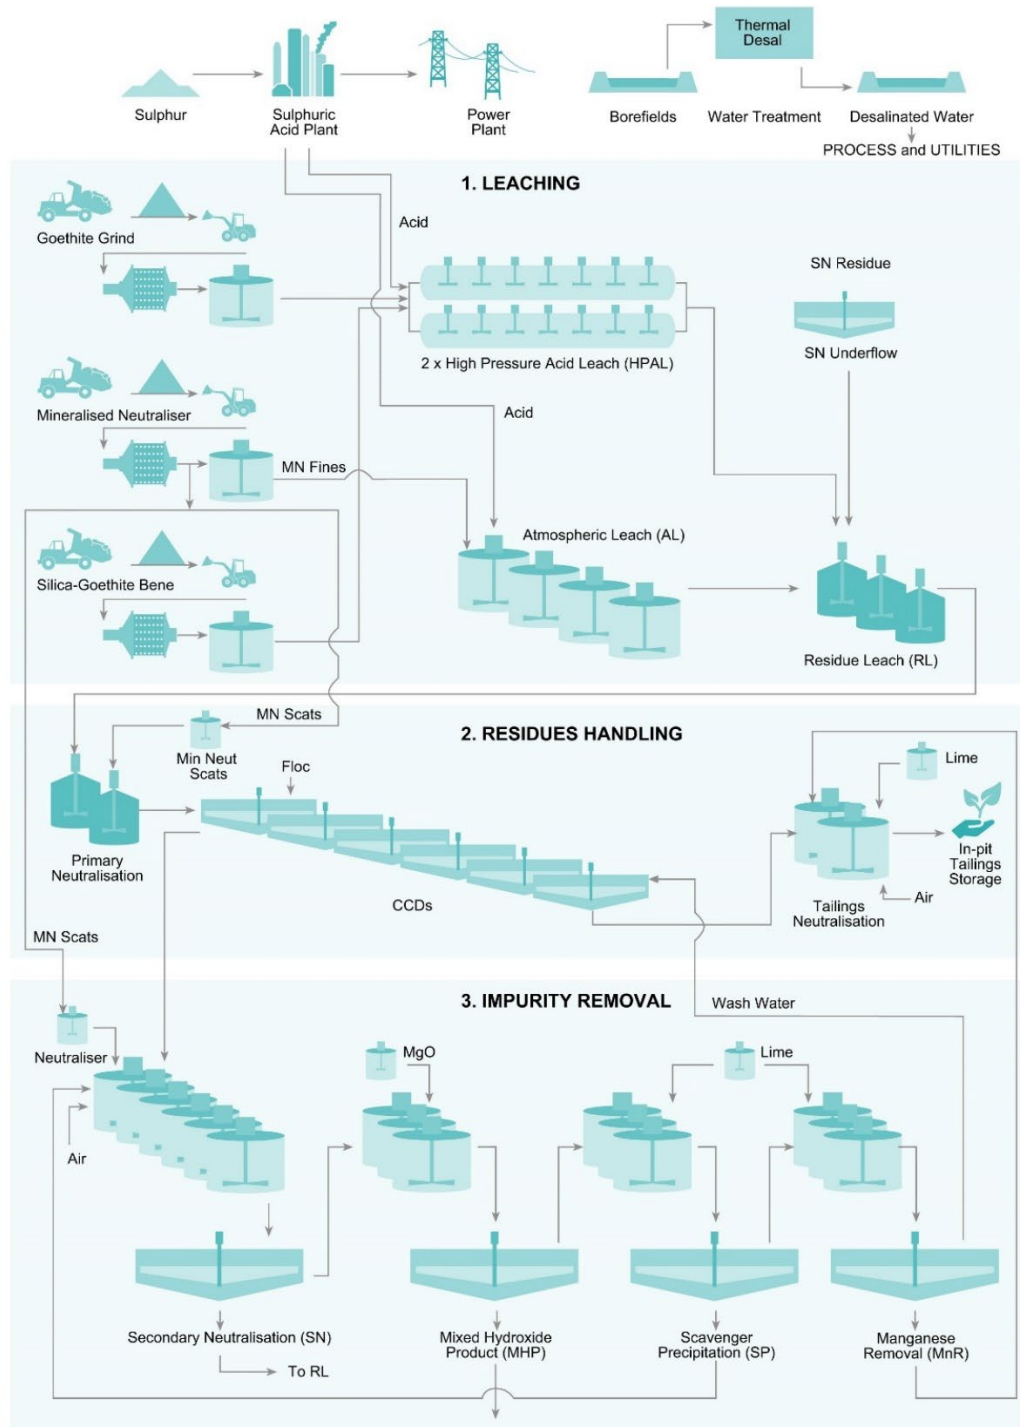 Thermal
Desal
Sulphur
Sulphuric
Acid Plant
Power
Plant
Borefields
Water Treatment
Desalinated Water
PROCESS and UTILITIES
1. LEACHING
Goethite Grind
Acid
SN Residue
SN Underflow
2 x High Pressure Acid Leach (HPAL)
Mineralised Neutraliser
Acid
MN Fines
Atmospheric Leach (AL)
Silica-Goethite Bene
Residue Leach (RL)
MN Scats
2. RESIDUES HANDLING
Min Neut
Scats
Floc
Lime
Primary
Neutralisation
CCDs
In-pit
Tailings
Storage
Air
Tailings
Neutralisation
MN Scats
3. IMPURITY REMOVAL
Wash Water
Neutraliser
MgO
Lime
Air
Secondary Neutralisation (SN)
To RL
Mixed Hydroxide
Product (MHP)
Scavenger
Precipitation (SP)
Manganese
Removal (MnR)